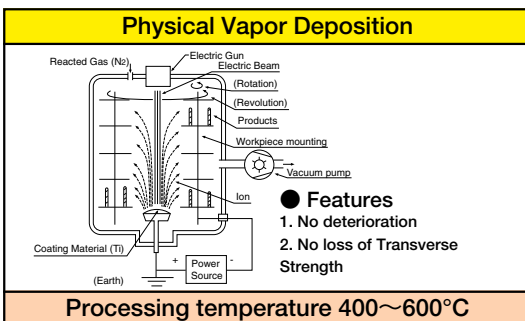 Physical Vapor Deposition
Reacted Gas (N2)
Electric Gun
Electric Beam
(Rotation)
(Revolution)
Products
Workpiece mounting
Vacuum pump
Ion
● Features
1. No deterioration
2. No loss of Transverse
Strength
Coating Material (Ti)
+
Power
Source
-
(Earth)
Processing temperature 400～600°C